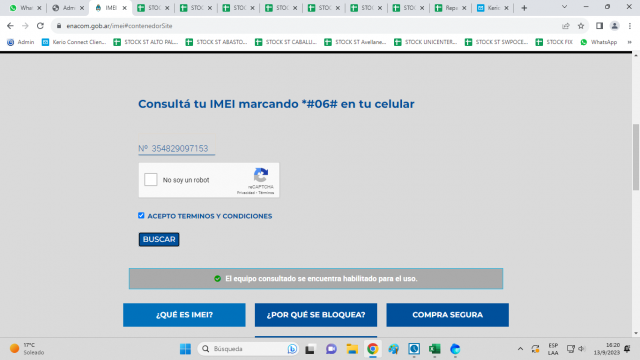 Wha
Adm
IMEI
STOC
STOC
STOC
STOC
STOC
STOC
STOC
Rep
Kerio
enacom.gob.ar/imei#contenedorSite
Admin
Kerio Connect Clien...
STOCK ST ALTO PAL...
STOCK ST ABASTO...
STOCK ST CABALLI...
STOCK ST Avellane...
STOCK UNICENTER...
STOCK ST SWPOCE...
STOCK FIX
WhatsApp
»
Consultá tu IMEI marcando *#06# en tu celular
Nº 354829097153
No soy un robot
reCAPTCHA
Privacidad - Términos
ACEPTO TERMINOS Y CONDICIONES
BUSCAR
El equipo consultado se encuentra habilitado para el uso.
¿QUÉ ES IMEI?
¿POR QUÉ SE BLOQUEA?
COMPRA SEGURA
17°C
Soleado
Búsqueda
ESP
LAA
16:20
13/9/2023